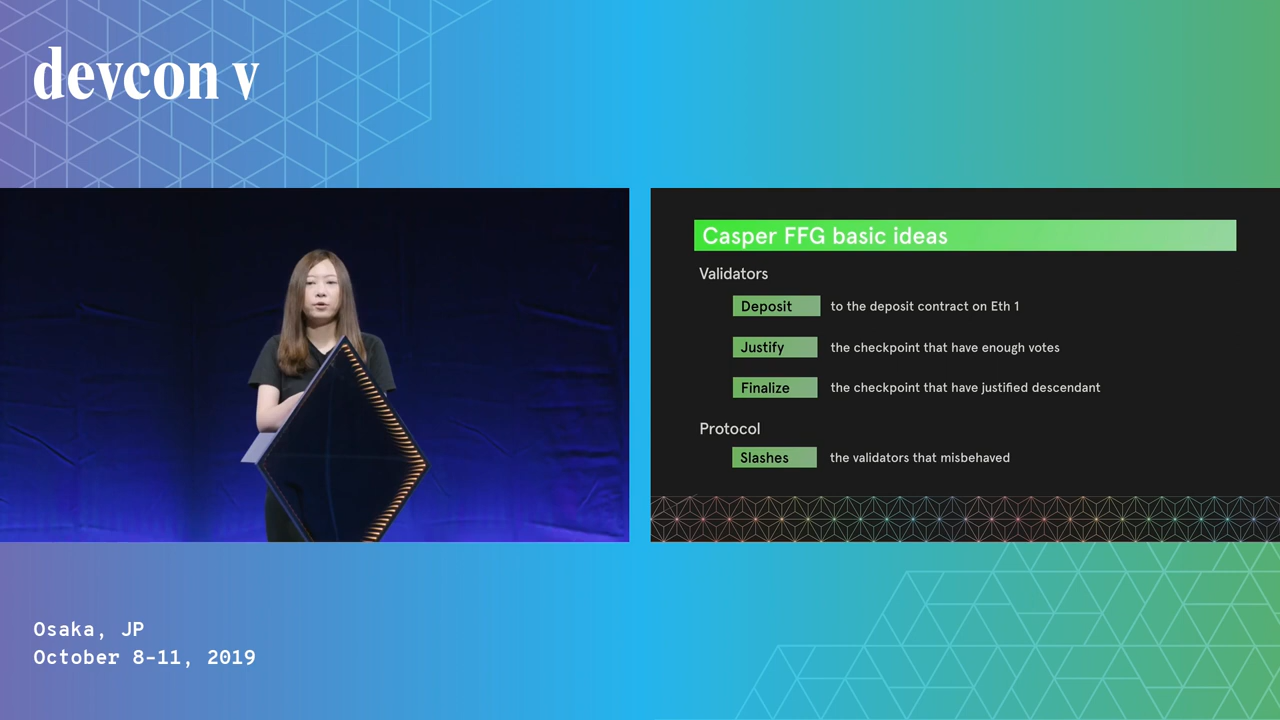 devcon v
Casper FFG basic ideas
Validators
Deposit to the deposit contract on Eth 1
Justify the checkpoint that have enough votes
Finalize the checkpoint that have justified descendant
Protocol
Slashes the validators that misbehaved
Osaka, JP
October 8-11, 2019